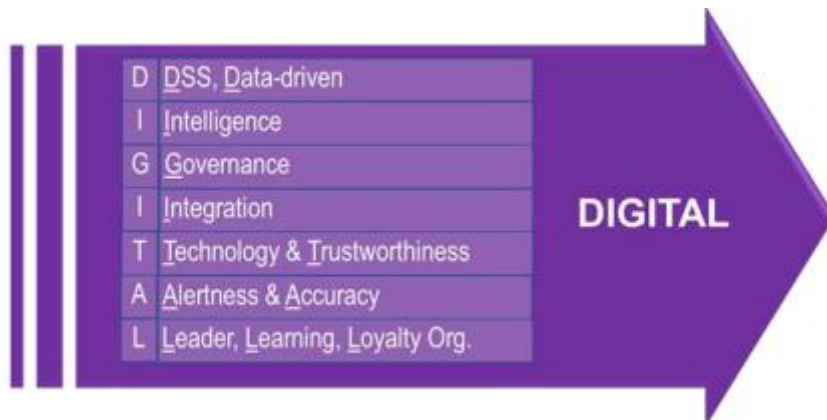 D DSS, Data-driven
I Intelligence
G Governance
I Integration
T Technology & Trustworthiness
A Alertness & Accuracy
L Leader, Learning, Loyalty Org.
DIGITAL